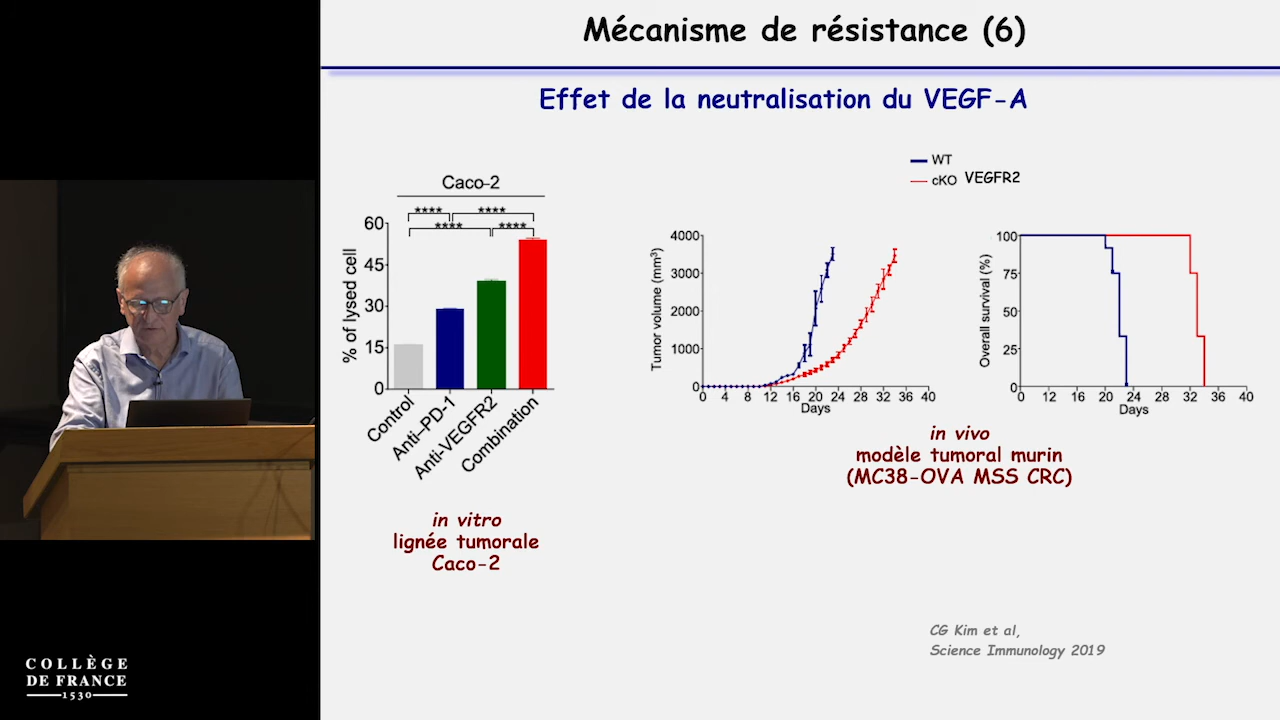 Mécanisme de résistance (6)
Effet de la neutralisation du VEGF-A
Caco-2
**** ****
**** ****
% of lysed cell
60
45
30
15
0
Control
Anti-PD-1
Anti-VEGFR2
Combination
in vitro
lignée tumorale
Caco-2
WT
cKO VEGFR2
Tumor volume (mm³)
4000
3000
2000
1000
0
0 4 8 12 16 20 24 28 32 36 40
Days
Overall survival (%)
100
75
50
25
0
0 12 16 20 24 28 32 36 40
Days
in vivo
modèle tumoral murin
(MC38-OVA MSS CRC)
CG Kim et al,
Science Immunology 2019
COLLÈGE
DE FRANCE
1530